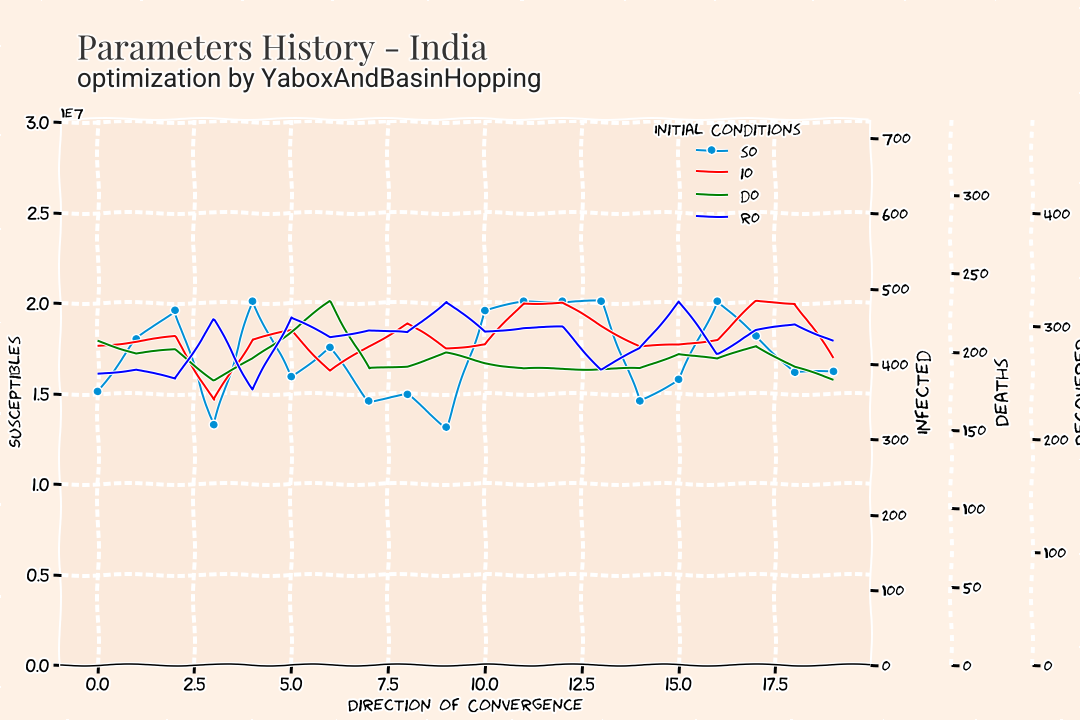 Parameters History - India
optimization by YaboxAndBasinHopping
1E7
3.0
2.5
2.0
1.5
1.0
0.5
0.0
SUSCEPTIBLES
0.0 2.5 5.0 7.5 10.0 12.5 15.0 17.5
DIRECTION OF CONVERGENCE
INITIAL CONDITIONS
S0
I0
D0
R0
700
600
500
400
300
200
100
0
INFECTED
300
250
200
150
100
50
0
DEATHS
400
300
200
100
0